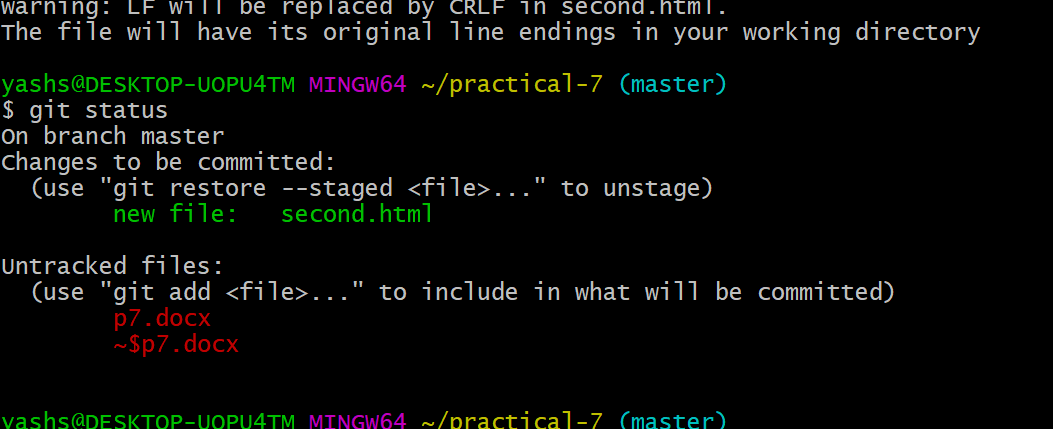 warning: LF will be replaced by CRLF in second.html.
The file will have its original line endings in your working directory
yashs@DESKTOP-UOPU4TM MINGW64 ~/practical-7 (master)
$ git status
On branch master
Changes to be committed:
  (use "git restore --staged <file>..." to unstage)
        new file:   second.html
Untracked files:
  (use "git add <file>..." to include in what will be committed)
        p7.docx
        ~$p7.docx
yashs@DESKTOP-UOPU4TM MINGW64 ~/practical-7 (master)